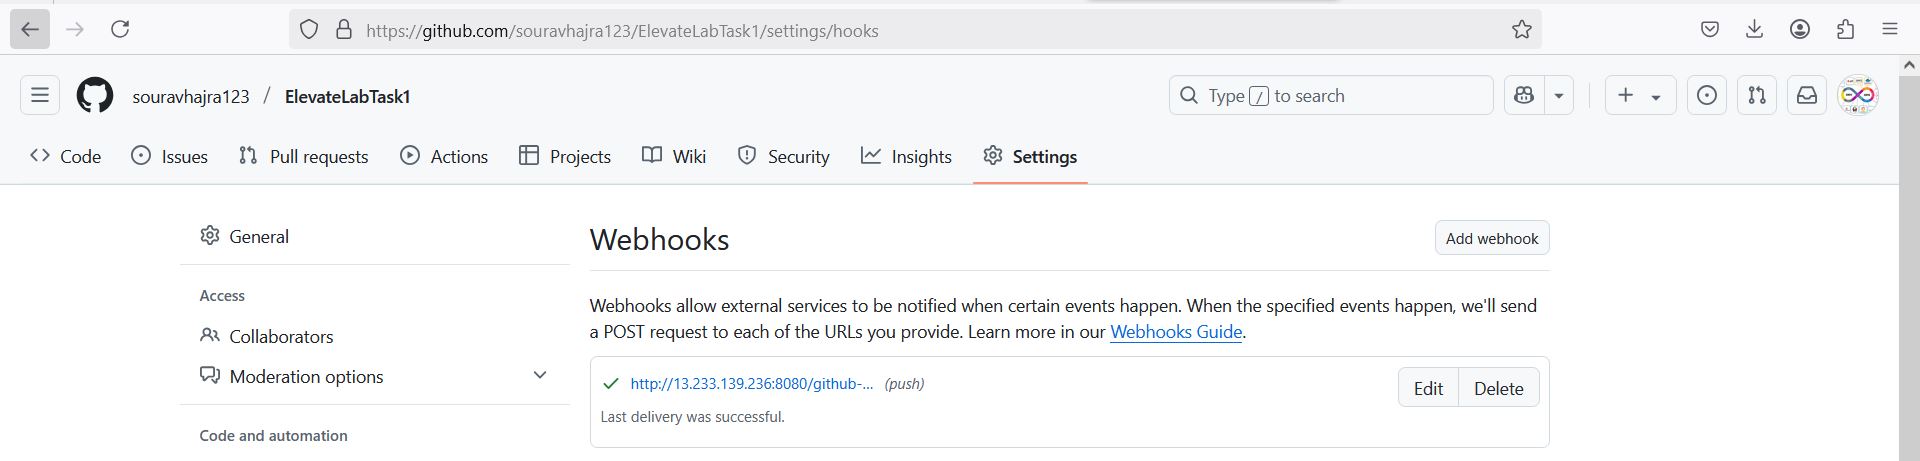 https://github.com/souravhajra123/ElevateLabTask1/settings/hooks
souravhajra123 / ElevateLabTask1
Type / to search
Code Issues Pull requests Actions Projects Wiki Security Insights Settings
General
Access
Collaborators
Moderation options
Code and automation
Webhooks
Add webhook
Webhooks allow external services to be notified when certain events happen. When the specified events happen, we'll send
a POST request to each of the URLs you provide. Learn more in our Webhooks Guide.
http://13.233.139.236:8080/github-... (push)
Edit Delete
Last delivery was successful.